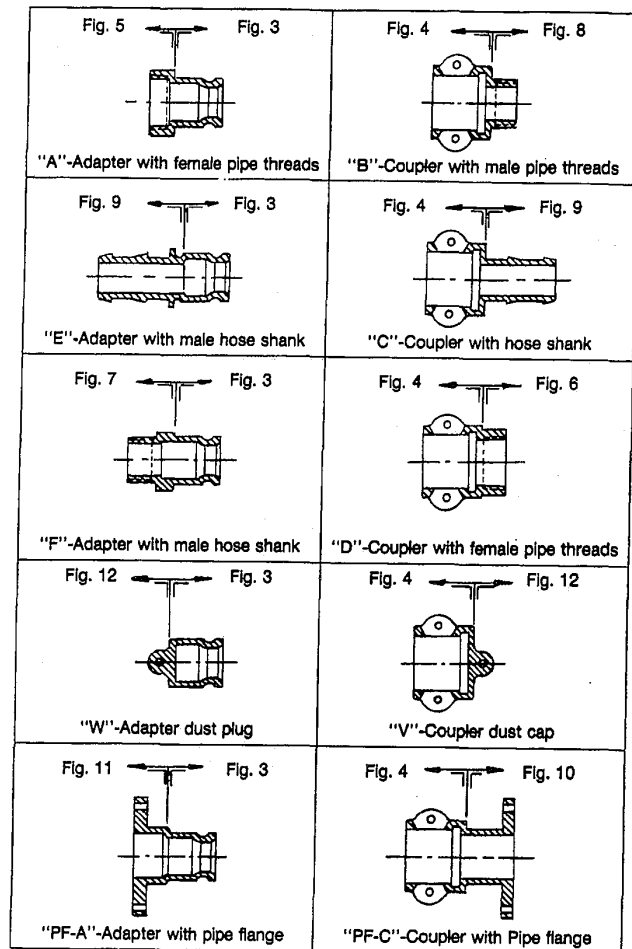 Fig. 5 Fig. 3
"A"-Adapter with female pipe threads
Fig. 4 Fig. 8
"B"-Coupler with male pipe threads
Fig. 9 Fig. 3
"E"-Adapter with male hose shank
Fig. 4 Fig. 9
"C"-Coupler with hose shank
Fig. 7 Fig. 3
"F"-Adapter with male hose shank
Fig. 4 Fig. 6
"D"-Coupler with female pipe threads
Fig. 12 Fig. 3
"W"-Adapter dust plug
Fig. 4 Fig. 12
"V"-Coupler dust cap
Fig. 11 Fig. 3
"PF-A"-Adapter with pipe flange
Fig. 4 Fig. 10
"PF-C"-Coupler with Pipe flange